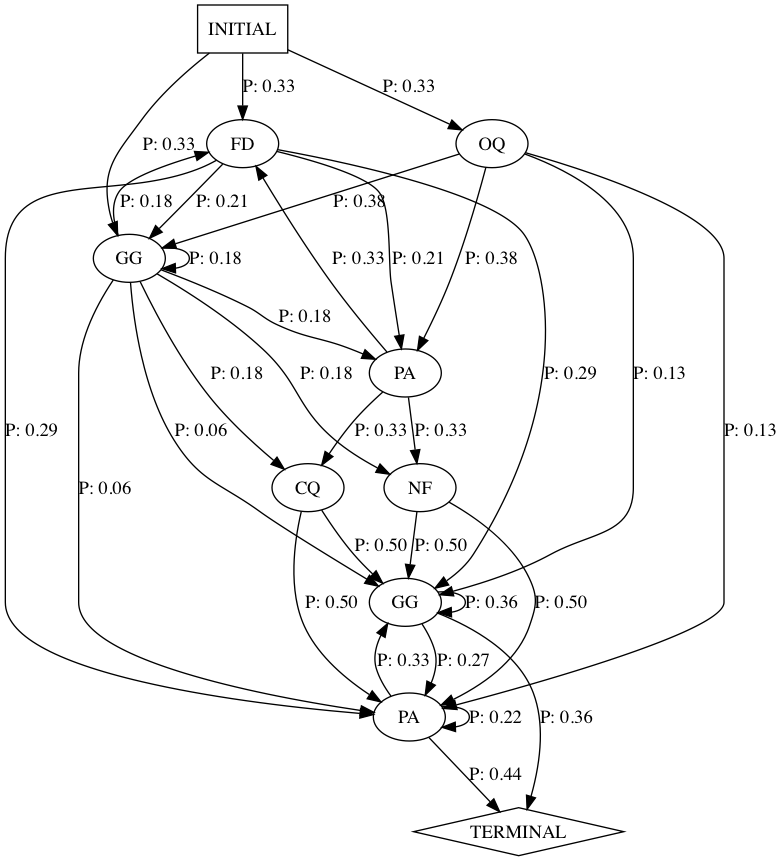 INITIAL
P: 0.33
P: 0.33
P: 0.33
FD
OQ
P: 0.18
P: 0.21
P: 0.38
GG
P: 0.18
P: 0.33
P: 0.21
P: 0.38
P: 0.18
P: 0.18
P: 0.18
PA
P: 0.29
P: 0.13
P: 0.29
P: 0.06
P: 0.33
P: 0.33
P: 0.13
P: 0.06
CQ
NF
P: 0.50
P: 0.50
P: 0.50
GG
P: 0.36
P: 0.50
P: 0.33
P: 0.27
PA
P: 0.22
P: 0.36
P: 0.44
TERMINAL